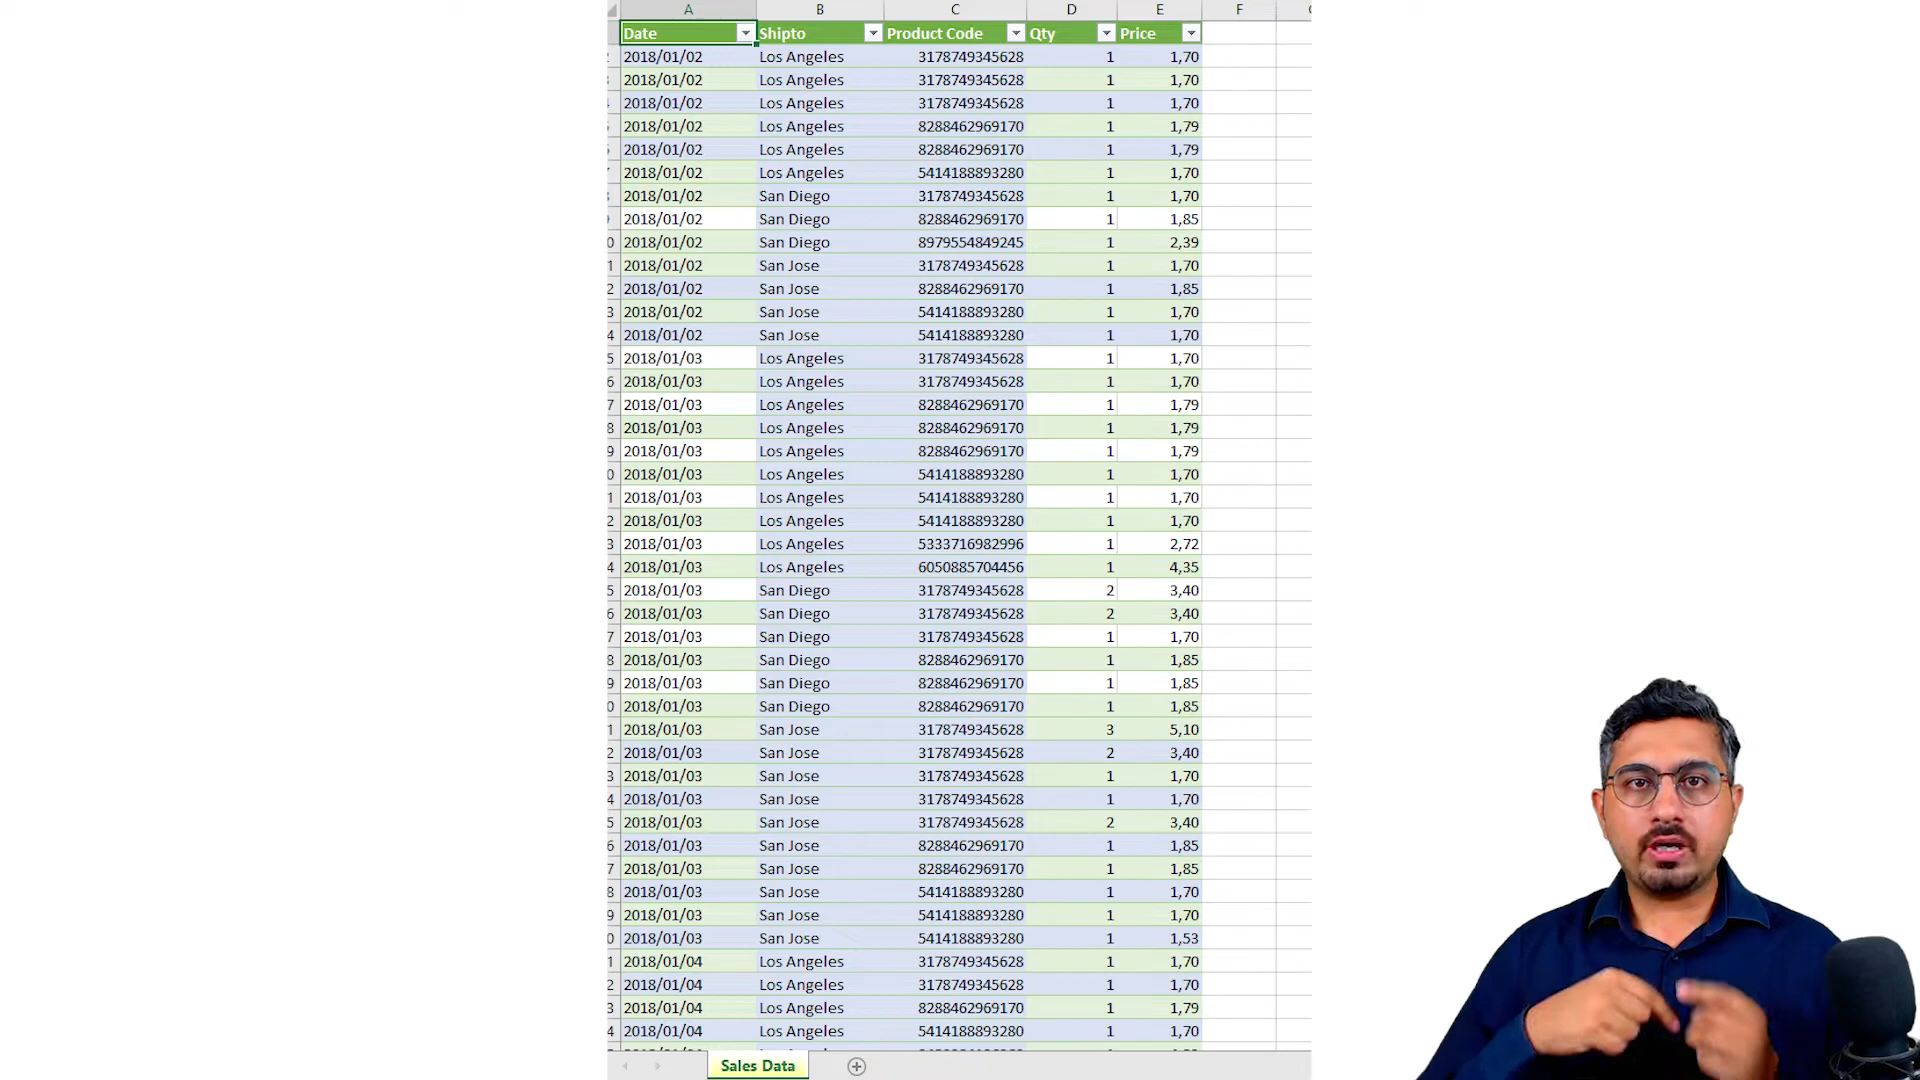 A B C D E F
Date Shipto Product Code Qty Price
2018/01/02 Los Angeles 3178749345628 1 1,70
2018/01/02 Los Angeles 3178749345628 1 1,70
2018/01/02 Los Angeles 3178749345628 1 1,70
2018/01/02 Los Angeles 8288462969170 1 1,79
2018/01/02 Los Angeles 8288462969170 1 1,79
2018/01/02 Los Angeles 5414188893280 1 1,70
2018/01/02 San Diego 3178749345628 1 1,70
2018/01/02 San Diego 8288462969170 1 1,85
2018/01/02 San Diego 8979554849245 1 2,39
2018/01/02 San Jose 3178749345628 1 1,70
2018/01/02 San Jose 8288462969170 1 1,85
2018/01/02 San Jose 5414188893280 1 1,70
2018/01/02 San Jose 5414188893280 1 1,70
2018/01/03 Los Angeles 3178749345628 1 1,70
2018/01/03 Los Angeles 3178749345628 1 1,70
2018/01/03 Los Angeles 8288462969170 1 1,79
2018/01/03 Los Angeles 8288462969170 1 1,79
2018/01/03 Los Angeles 8288462969170 1 1,79
2018/01/03 Los Angeles 5414188893280 1 1,70
2018/01/03 Los Angeles 5414188893280 1 1,70
2018/01/03 Los Angeles 5414188893280 1 1,70
2018/01/03 Los Angeles 5333716982996 1 2,72
2018/01/03 Los Angeles 6050885704456 1 4,35
2018/01/03 San Diego 3178749345628 2 3,40
2018/01/03 San Diego 3178749345628 2 3,40
2018/01/03 San Diego 3178749345628 1 1,70
2018/01/03 San Diego 8288462969170 1 1,85
2018/01/03 San Diego 8288462969170 1 1,85
2018/01/03 San Diego 8288462969170 1 1,85
2018/01/03 San Jose 3178749345628 3 5,10
2018/01/03 San Jose 3178749345628 2 3,40
2018/01/03 San Jose 3178749345628 1 1,70
2018/01/03 San Jose 3178749345628 1 1,70
2018/01/03 San Jose 3178749345628 2 3,40
2018/01/03 San Jose 8288462969170 1 1,85
2018/01/03 San Jose 8288462969170 1 1,85
2018/01/03 San Jose 5414188893280 1 1,70
2018/01/03 San Jose 5414188893280 1 1,70
2018/01/03 San Jose 5414188893280 1 1,53
2018/01/04 Los Angeles 3178749345628 1 1,70
2018/01/04 Los Angeles 3178749345628 1 1,70
2018/01/04 Los Angeles 8288462969170 1 1,79
2018/01/04 Los Angeles 5414188893280 1 1,70
Sales Data